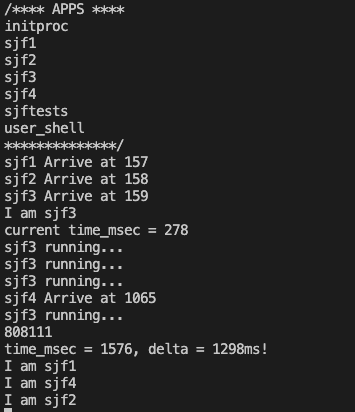 /**** APPS ****
initproc
sjf1
sjf2
sjf3
sjf4
sjftests
user_shell
**************/
sjf1 Arrive at 157
sjf2 Arrive at 158
sjf3 Arrive at 159
I am sjf3
current time_msec = 278
sjf3 running...
sjf3 running...
sjf3 running...
sjf4 Arrive at 1065
sjf3 running...
808111
time_msec = 1576, delta = 1298ms!
I am sjf1
I am sjf4
I am sjf2